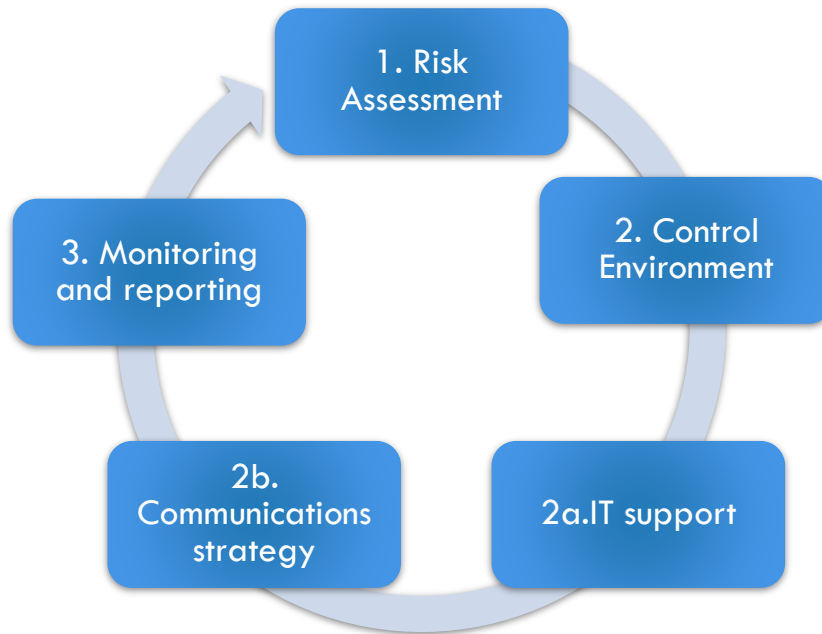 1. Risk
Assessment
2. Control
Environment
2a.IT support
2b.
Communications
strategy
3. Monitoring
and reporting